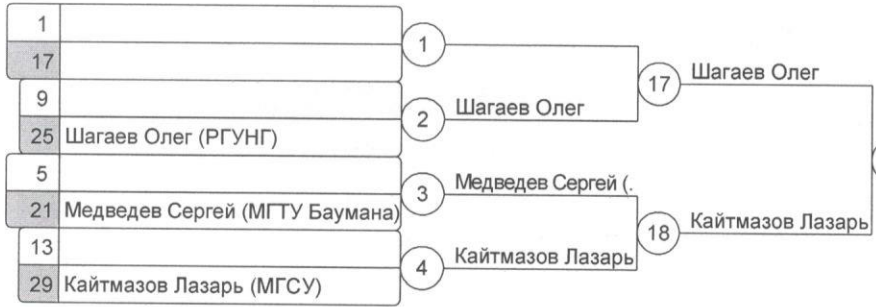 1
17
1
9
25 Шагаев Олег (РГУНГ)
2
Шагаев Олег
17
Шагаев Олег
5
21 Медведев Сергей (МГТУ Баумана)
3
Медведев Сергей (.
13
29 Кайтмазов Лазарь (МГСУ)
4
Кайтмазов Лазарь
18
Кайтмазов Лазарь